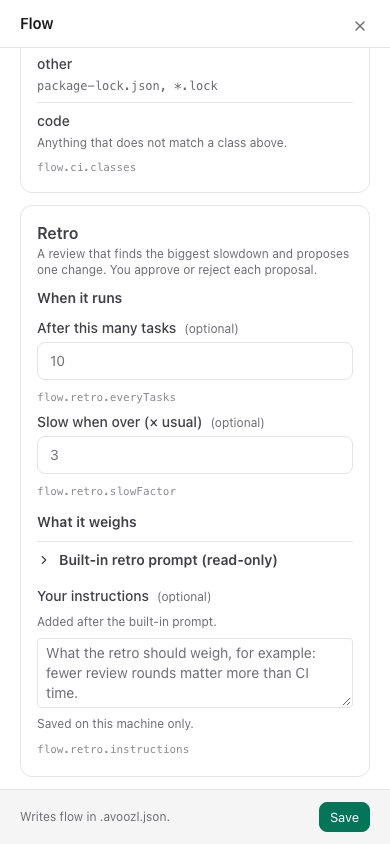 Flow
other
package-lock.json, *.lock
code
Anything that does not match a class above.
flow.ci.classes
Retro
A review that finds the biggest slowdown and proposes
one change. You approve or reject each proposal.
When it runs
After this many tasks (optional)
10
flow.retro.everyTasks
Slow when over (× usual) (optional)
3
flow.retro.slowFactor
What it weighs
Built-in retro prompt (read-only)
Your instructions (optional)
Added after the built-in prompt.
What the retro should weigh, for example:
fewer review rounds matter more than CI
time.
Saved on this machine only.
flow.retro.instructions
Writes flow in .avoozl.json.
Save